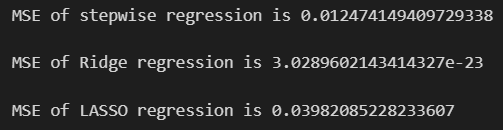 MSE of stepwise regression is 0.012474149409729338
MSE of Ridge regression is 3.0289602143414327e-23
MSE of LASSO regression is 0.03982085228233607